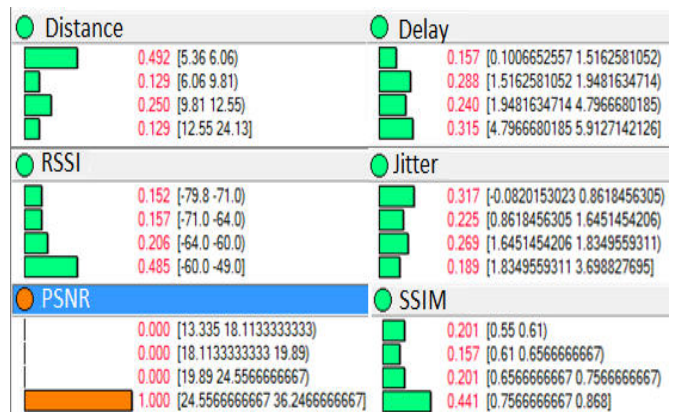 Distance
0.492 [5.36 6.06)
0.129 [6.06 9.81)
0.250 [9.81 12.55)
0.129 [12.55 24.13]
Delay
0.157 [0.1006652557 1.5162581052)
0.288 [1.5162581052 1.9481634714)
0.240 [1.9481634714 4.7966680185)
0.315 [4.7966680185 5.9127142126]
RSSI
0.152 [-79.8 -71.0)
0.157 [-71.0 -64.0)
0.206 [-64.0 -60.0)
0.485 [-60.0 -49.0]
Jitter
0.317 [-0.0820153023 0.8618456305)
0.225 [0.8618456305 1.6451454206)
0.269 [1.6451454206 1.8349559311)
0.189 [1.8349559311 3.698827695]
PSNR
0.000 [13.335 18.1133333333)
0.000 [18.1133333333 19.89)
0.000 [19.89 24.5566666667)
1.000 [24.5566666667 36.2466666667]
SSIM
0.201 [0.55 0.61)
0.157 [0.61 0.6566666667)
0.201 [0.6566666667 0.7566666667)
0.441 [0.7566666667 0.868]